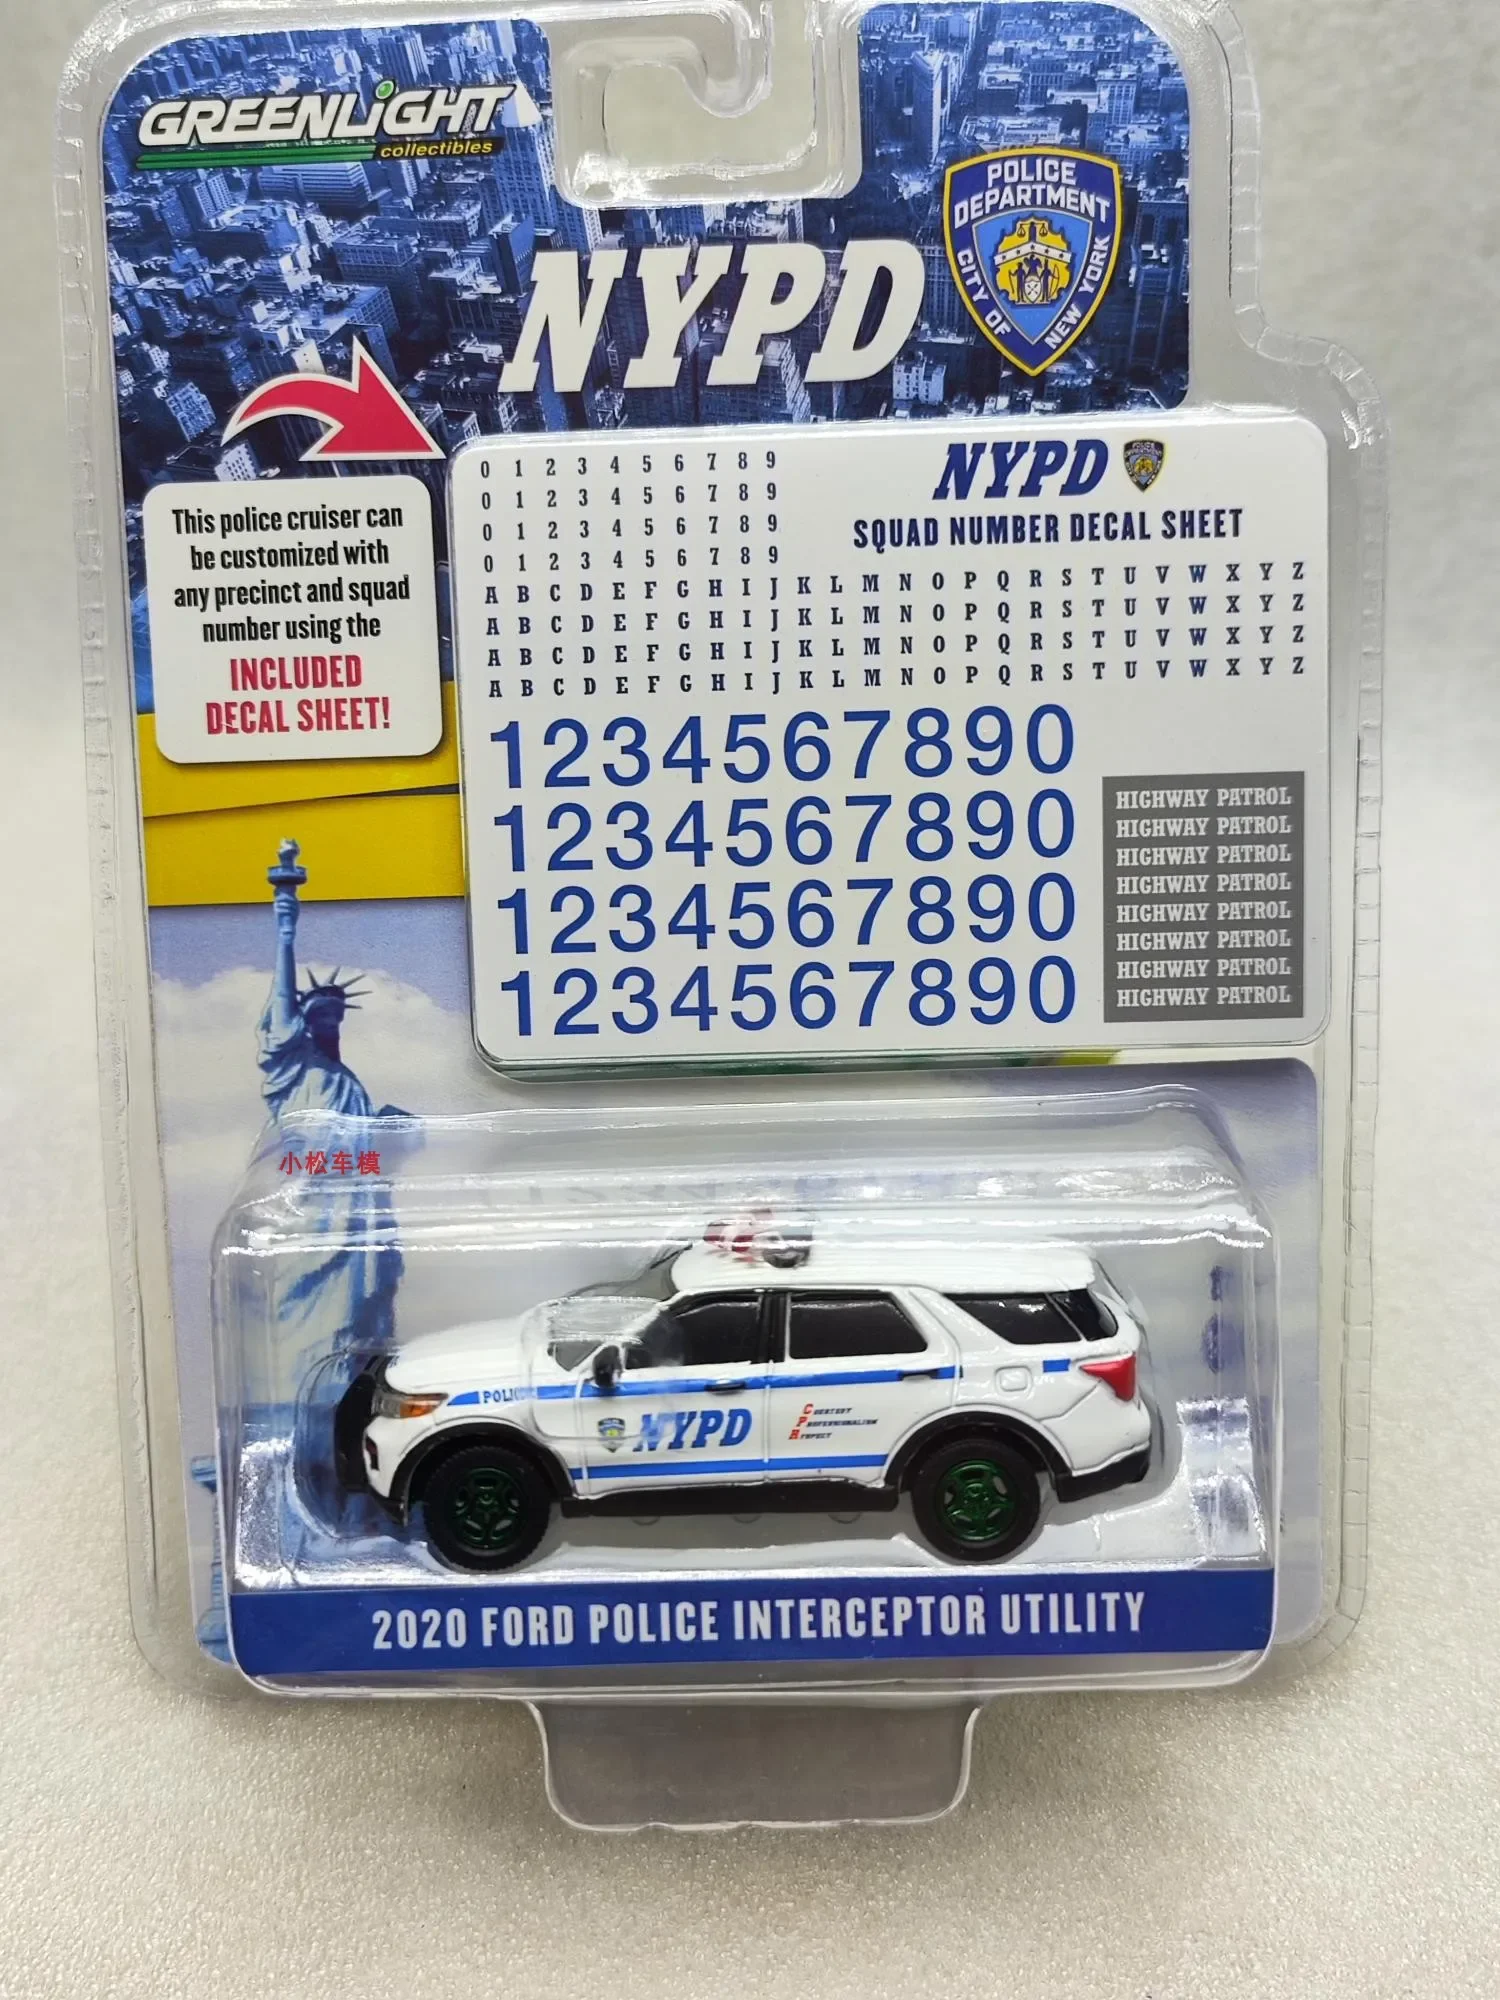 GREENLiGHT
collectibles
POLICE
DEPARTMENT
CITY OF
NEW YORK
NYPD
This police cruiser can
be customized with
any precinct and squad
number using the
INCLUDED
DECAL SHEET!
NYPD
SQUAD NUMBER DECAL SHEET
0 1 2 3 4 5 6 7 8 9
0 1 2 3 4 5 6 7 8 9
0 1 2 3 4 5 6 7 8 9
0 1 2 3 4 5 6 7 8 9
A B C D E F G H I J K L M N O P Q R S T U V W X Y Z
A B C D E F G H I J K L M N O P Q R S T U V W X Y Z
A B C D E F G H I J K L M N O P Q R S T U V W X Y Z
A B C D E F G H I J K L M N O P Q R S T U V W X Y Z
1234567890
1234567890
1234567890
1234567890
HIGHWAY PATROL
HIGHWAY PATROL
HIGHWAY PATROL
HIGHWAY PATROL
HIGHWAY PATROL
HIGHWAY PATROL
HIGHWAY PATROL
HIGHWAY PATROL
小松车模
POLICE
NYPD
COURTESY
PROFESSIONALISM
RESPECT
2020 FORD POLICE INTERCEPTOR UTILITY